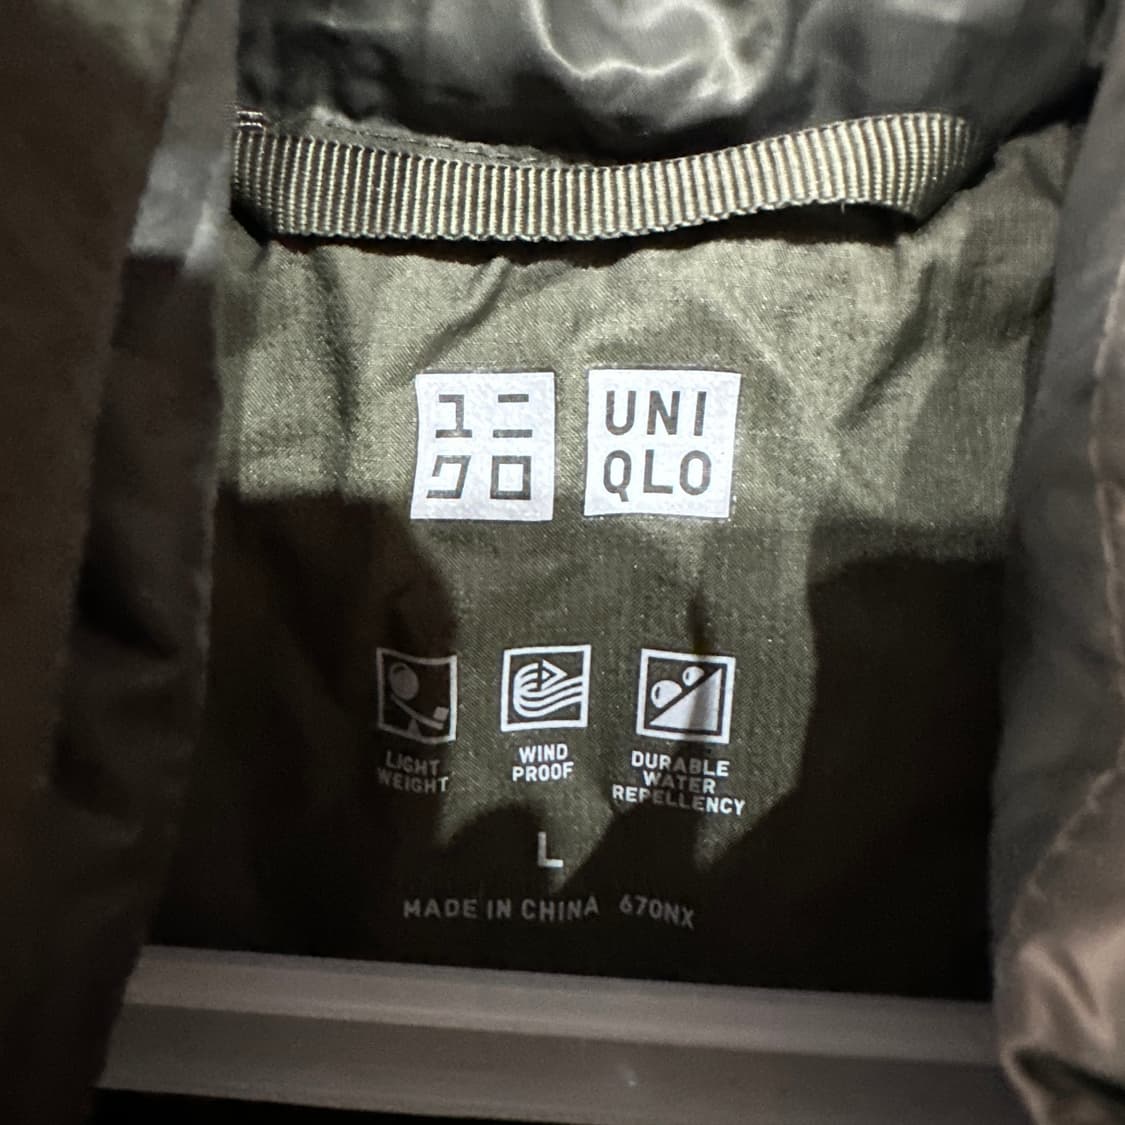 ユニ
クロ
UNI
QLO
LIGHT
WEIGHT
WIND
PROOF
DURABLE
WATER
REPELLENCY
L
MADE IN CHINA 670NX